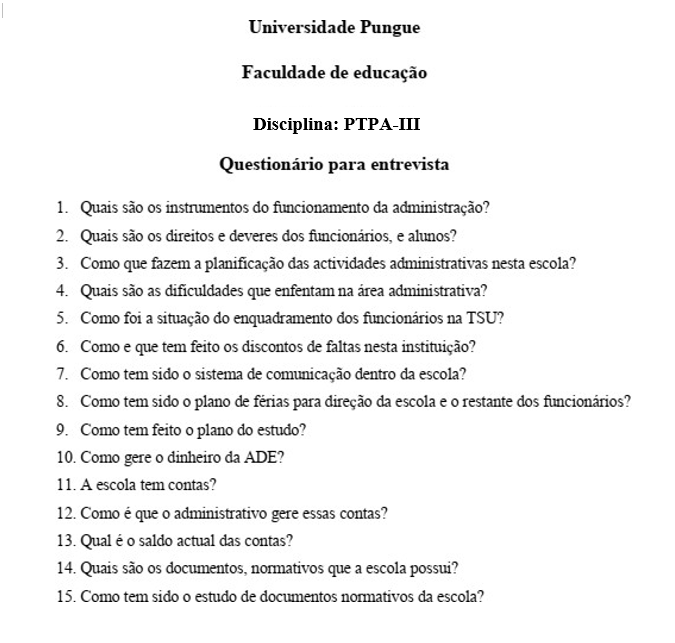 Universidade Pungue
Faculdade de educação
Disciplina: PTPA-III
Questionário para entrevista
1. Quais são os instrumentos do funcionamento da administração?
2. Quais são os direitos e deveres dos funcionários, e alunos?
3. Como que fazem a planificação das actividades administrativas nesta escola?
4. Quais são as dificuldades que enfentam na área administrativa?
5. Como foi a situação do enquadramento dos funcionários na TSU?
6. Como e que tem feito os discontos de faltas nesta instituição?
7. Como tem sido o sistema de comunicação dentro da escola?
8. Como tem sido o plano de férias para direção da escola e o restante dos funcionários?
9. Como tem feito o plano do estudo?
10. Como gere o dinheiro da ADE?
11. A escola tem contas?
12. Como é que o administrativo gere essas contas?
13. Qual é o saldo actual das contas?
14. Quais são os documentos, normativos que a escola possui?
15. Como tem sido o estudo de documentos normativos da escola?